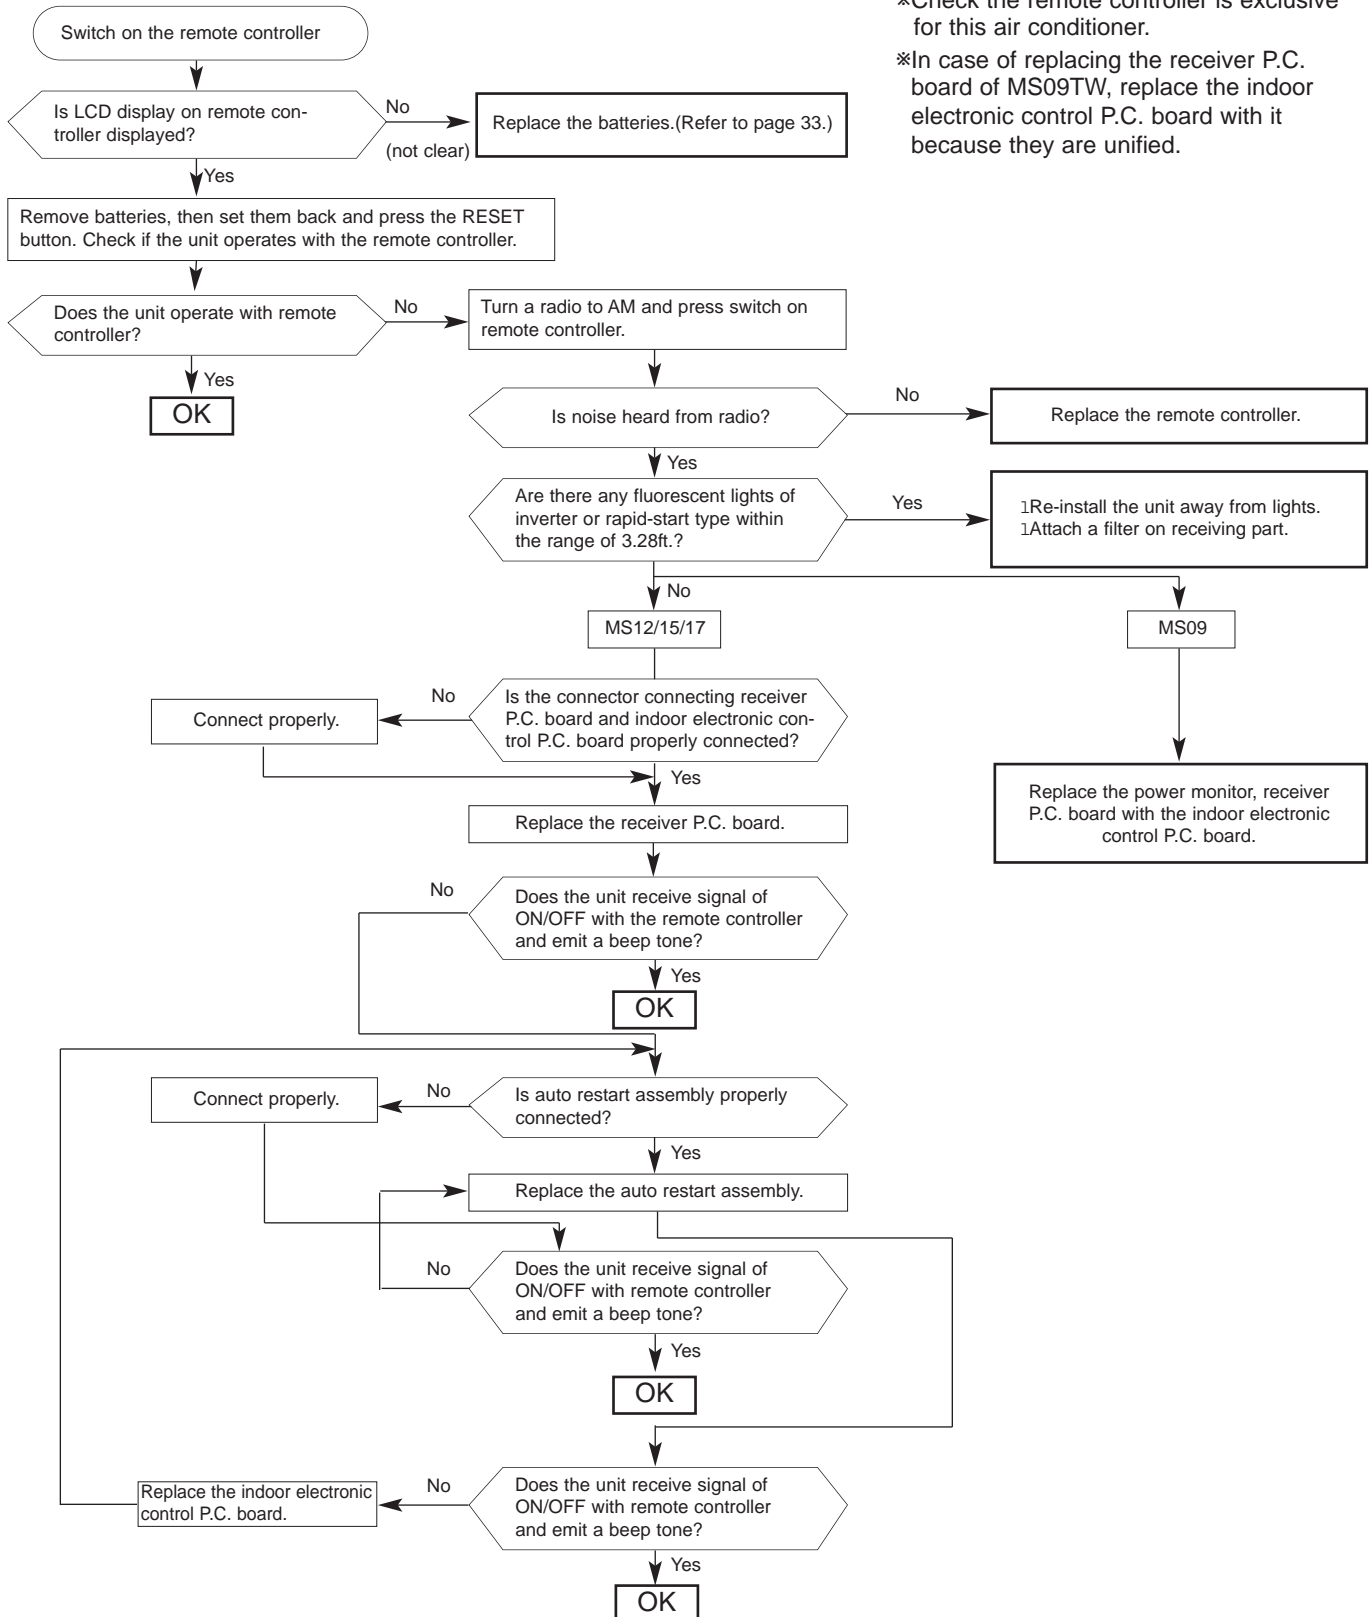 ※Check the remote controller is exclusive
for this air conditioner.
※In case of replacing the receiver P.C.
board of MS09TW, replace the indoor
electronic control P.C. board with it
because they are unified.
Switch on the remote controller
Is LCD display on remote con-
troller displayed?
No
(not clear)
Replace the batteries.(Refer to page 33.)
Yes
Remove batteries, then set them back and press the RESET
button. Check if the unit operates with the remote controller.
Does the unit operate with remote
controller?
No
Turn a radio to AM and press switch on
remote controller.
Yes
OK
Is noise heard from radio?
No
Replace the remote controller.
Yes
Are there any fluorescent lights of
inverter or rapid-start type within
the range of 3.28ft.?
Yes
lRe-install the unit away from lights.
lAttach a filter on receiving part.
No
MS12/15/17
MS09
Is the connector connecting receiver
P.C. board and indoor electronic con-
trol P.C. board properly connected?
No
Connect properly.
Yes
Replace the power monitor, receiver
P.C. board with the indoor electronic
control P.C. board.
Replace the receiver P.C. board.
Does the unit receive signal of
ON/OFF with the remote controller
and emit a beep tone?
No
Yes
OK
Is auto restart assembly properly
connected?
No
Connect properly.
Yes
Replace the auto restart assembly.
Does the unit receive signal of
ON/OFF with remote controller
and emit a beep tone?
No
Yes
OK
Does the unit receive signal of
ON/OFF with remote controller
and emit a beep tone?
No
Replace the indoor electronic
control P.C. board.
Yes
OK